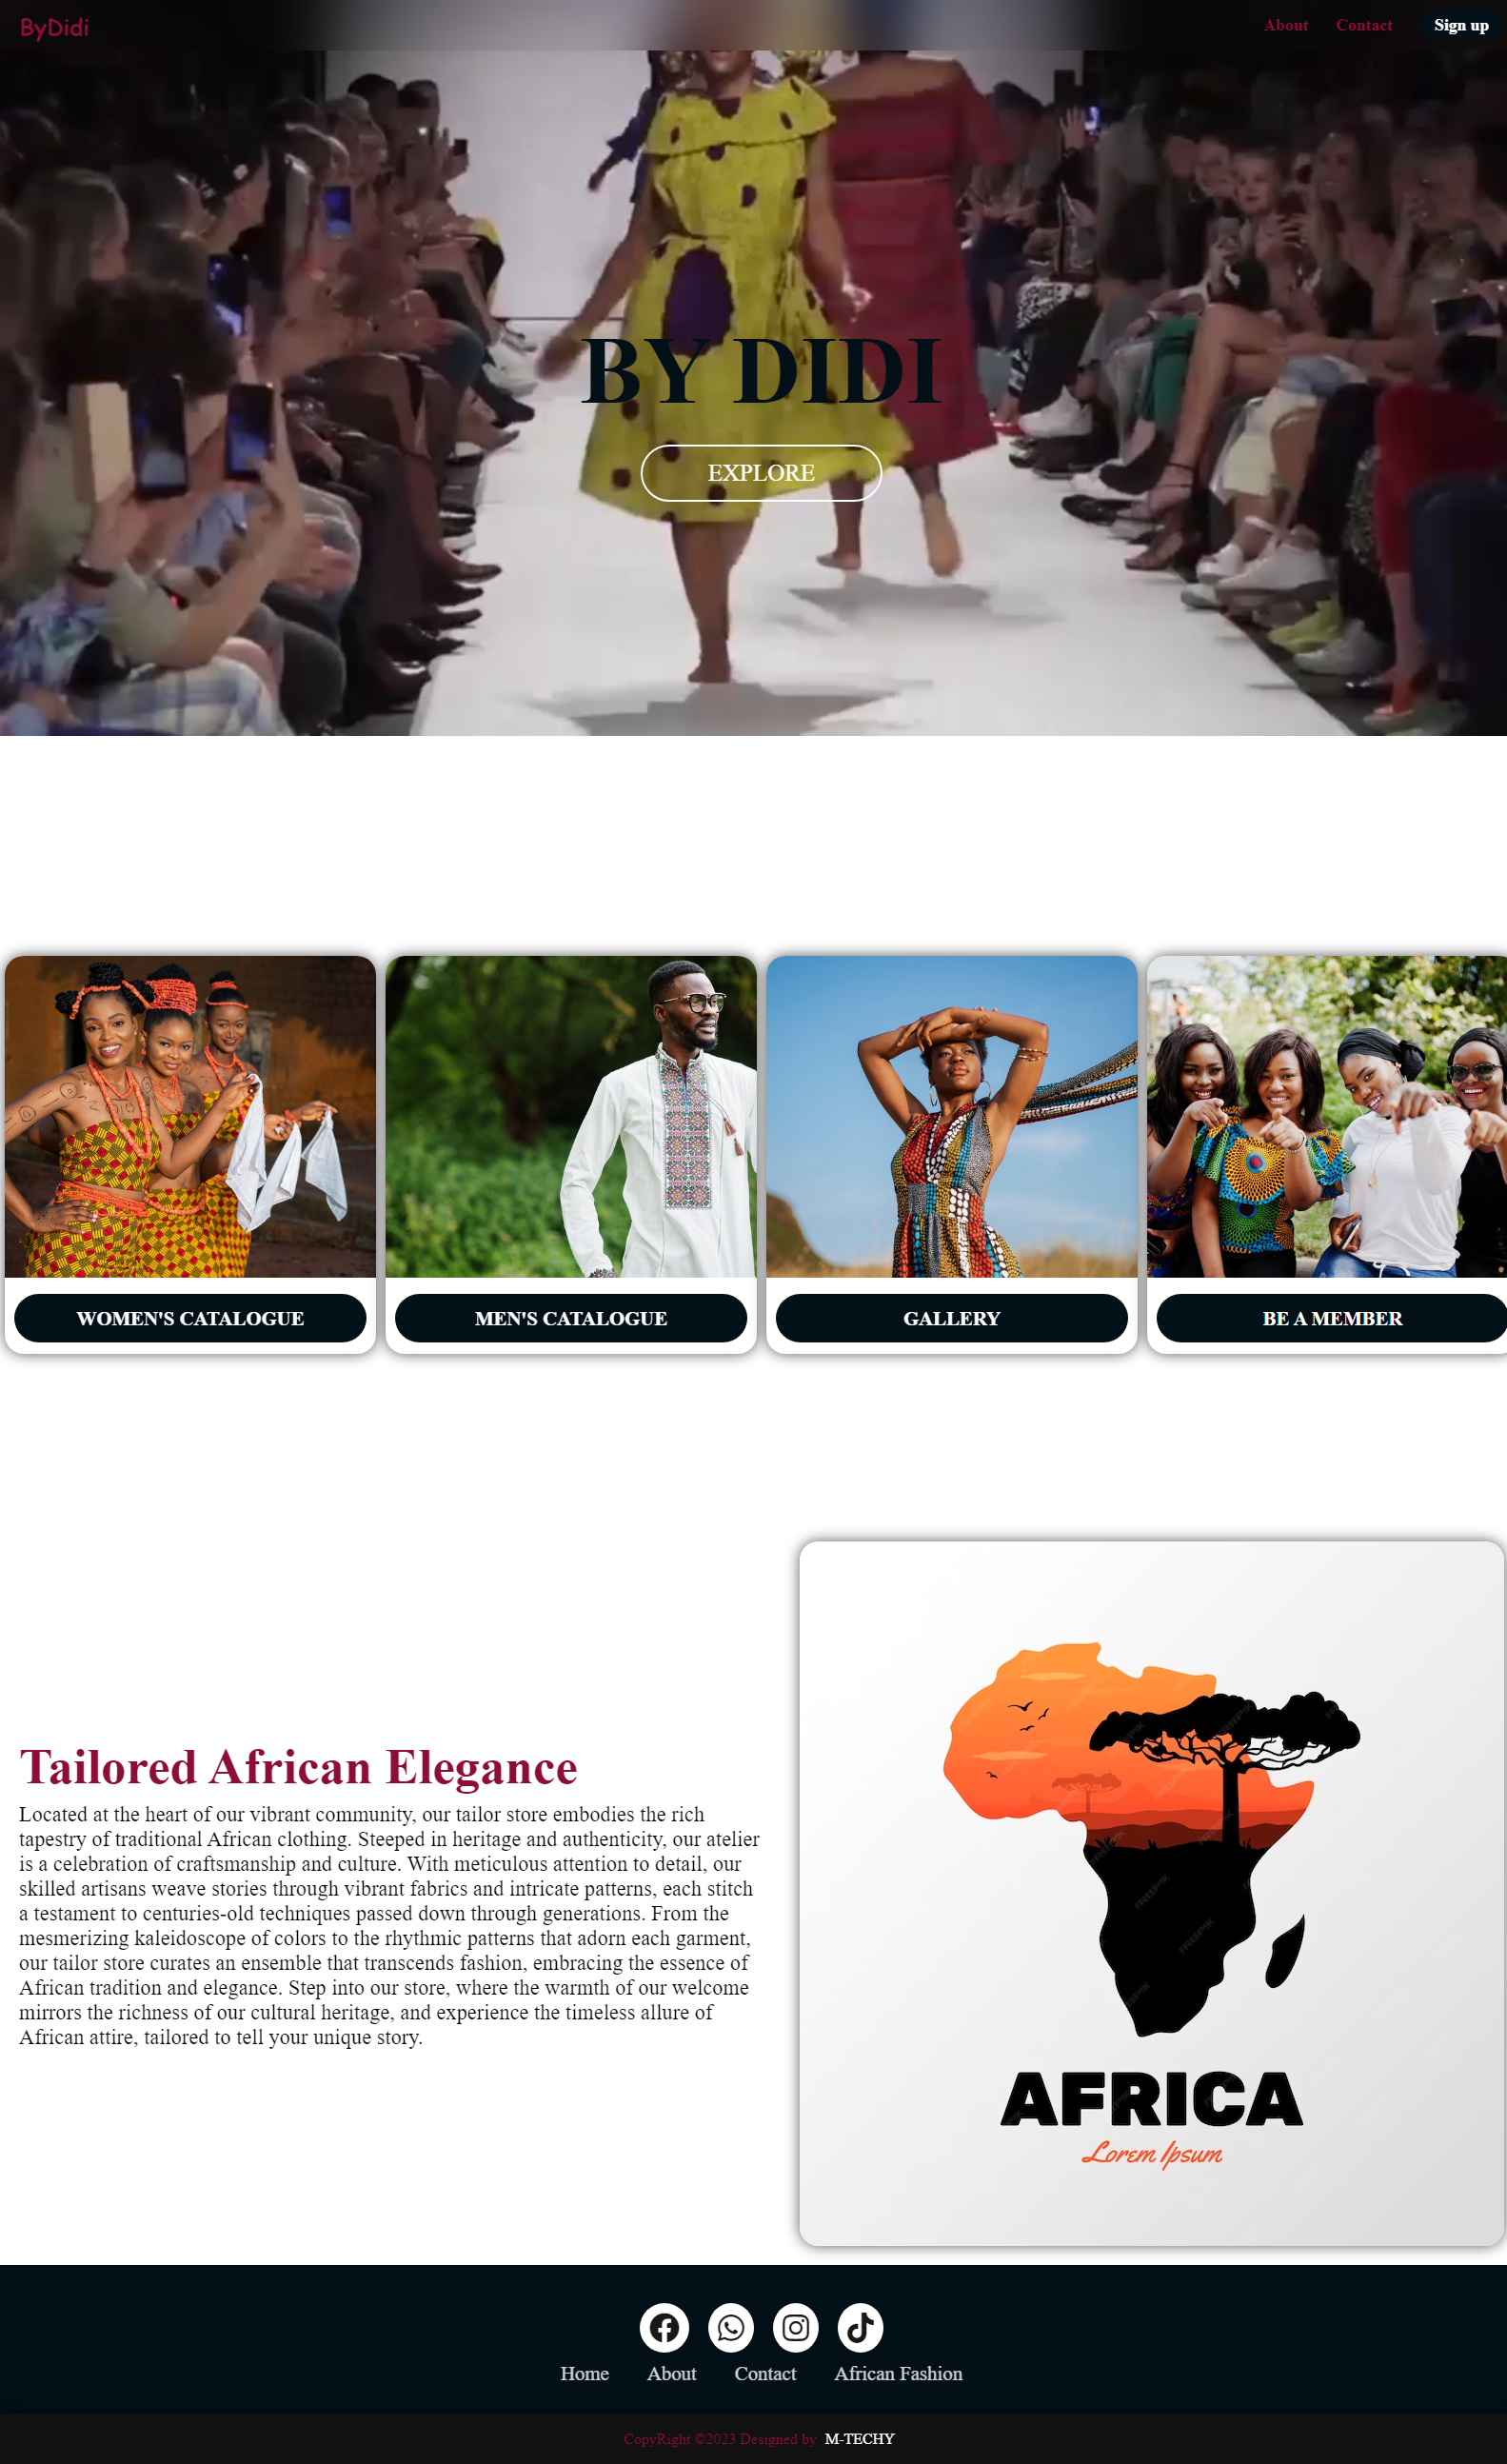 ByDidi
About Contact Sign up
BY DIDI
EXPLORE
WOMEN'S CATALOGUE
MEN'S CATALOGUE
GALLERY
BE A MEMBER
Tailored African Elegance
Located at the heart of our vibrant community, our tailor store embodies the rich
tapestry of traditional African clothing. Steeped in heritage and authenticity, our atelier
is a celebration of craftsmanship and culture. With meticulous attention to detail, our
skilled artisans weave stories through vibrant fabrics and intricate patterns, each stitch
a testament to centuries-old techniques passed down through generations. From the
mesmerizing kaleidoscope of colors to the rhythmic patterns that adorn each garment,
our tailor store curates an ensemble that transcends fashion, embracing the essence of
African tradition and elegance. Step into our store, where the warmth of our welcome
mirrors the richness of our cultural heritage, and experience the timeless allure of
African attire, tailored to tell your unique story.
AFRICA
Lorem Ipsum
Home About Contact African Fashion
CopyRight ©2023 Designed by M-TECHY